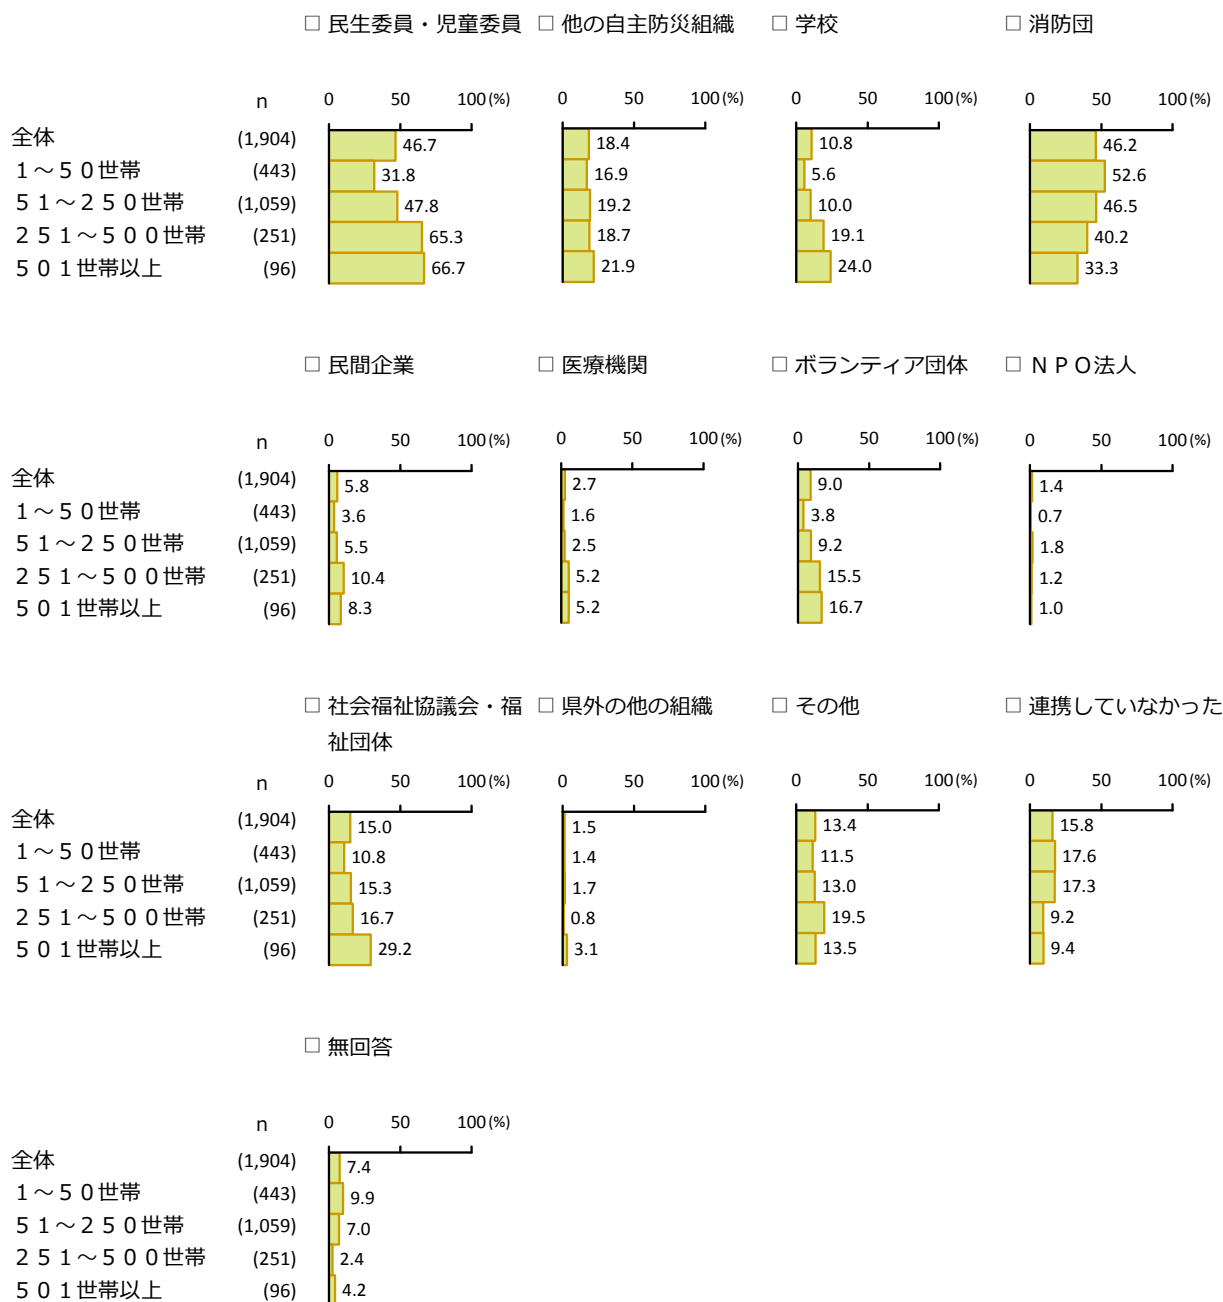 □ 民生委員・児童委員 □ 他の自主防災組織 □ 学校 □ 消防団
n 0 50 100(%) 0 50 100(%) 0 50 100(%) 0 50 100(%)
全体 (1,904) 46.7 18.4 10.8 46.2
１～５０世帯 (443) 31.8 16.9 5.6 52.6
５１～２５０世帯 (1,059) 47.8 19.2 10.0 46.5
２５１～５００世帯 (251) 65.3 18.7 19.1 40.2
５０１世帯以上 (96) 66.7 21.9 24.0 33.3
□ 民間企業 □ 医療機関 □ ボランティア団体 □ ＮＰＯ法人
n 0 50 100(%) 0 50 100(%) 0 50 100(%) 0 50 100(%)
全体 (1,904) 5.8 2.7 9.0 1.4
１～５０世帯 (443) 3.6 1.6 3.8 0.7
５１～２５０世帯 (1,059) 5.5 2.5 9.2 1.8
２５１～５００世帯 (251) 10.4 5.2 15.5 1.2
５０１世帯以上 (96) 8.3 5.2 16.7 1.0
□ 社会福祉協議会・福 □ 県外の他の組織 □ その他 □ 連携していなかった
祉団体
n 0 50 100(%) 0 50 100(%) 0 50 100(%) 0 50 100(%)
全体 (1,904) 15.0 1.5 13.4 15.8
１～５０世帯 (443) 10.8 1.4 11.5 17.6
５１～２５０世帯 (1,059) 15.3 1.7 13.0 17.3
２５１～５００世帯 (251) 16.7 0.8 19.5 9.2
５０１世帯以上 (96) 29.2 3.1 13.5 9.4
□ 無回答
n 0 50 100(%)
全体 (1,904) 7.4
１～５０世帯 (443) 9.9
５１～２５０世帯 (1,059) 7.0
２５１～５００世帯 (251) 2.4
５０１世帯以上 (96) 4.2